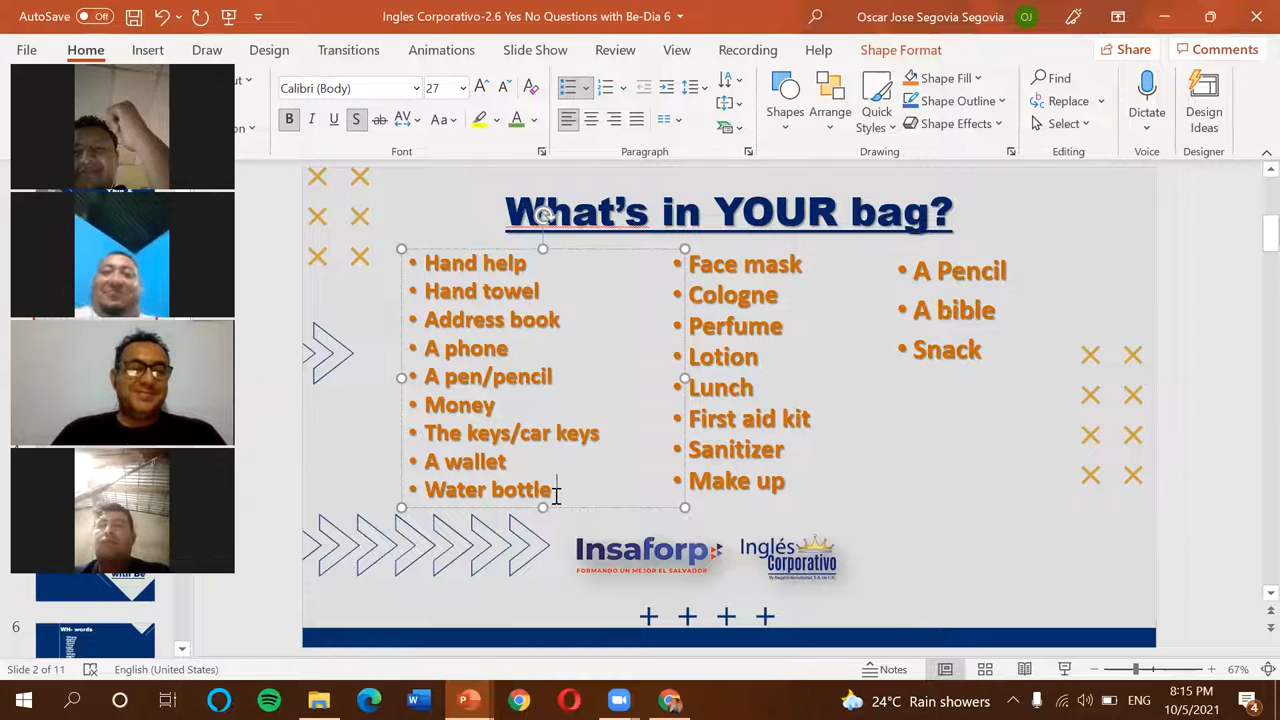 AutoSave Off
Ingles Corporativo-2.6 Yes No Questions with Be-Dia 6
Oscar Jose Segovia Segovia
OJ
File Home Insert Draw Design Transitions Animations Slide Show Review View Recording Help Shape Format
Share
Comments
Calibri (Body) 27
Shapes
Arrange
Quick
Styles
Shape Fill
Shape Outline
Shape Effects
Find
Replace
Select
Dictate
Design
Ideas
Font
Paragraph
Drawing
Editing
Voice
Designer
What's in YOUR bag?
• Hand help
• Hand towel
• Address book
• A phone
• A pen/pencil
• Money
• The keys/car keys
• A wallet
• Water bottle
• Face mask
• Cologne
• Perfume
• Lotion
• Lunch
• First aid kit
• Sanitizer
• Make up
• A Pencil
• A bible
• Snack
Insaforp
FORMANDO UN MEJOR EL SALVADOR
Inglés
Corporativo
with Be
6
WH- words
Slide 2 of 11
English (United States)
Notes
67%
24°C Rain showers
ENG
8:15 PM
10/5/2021
4